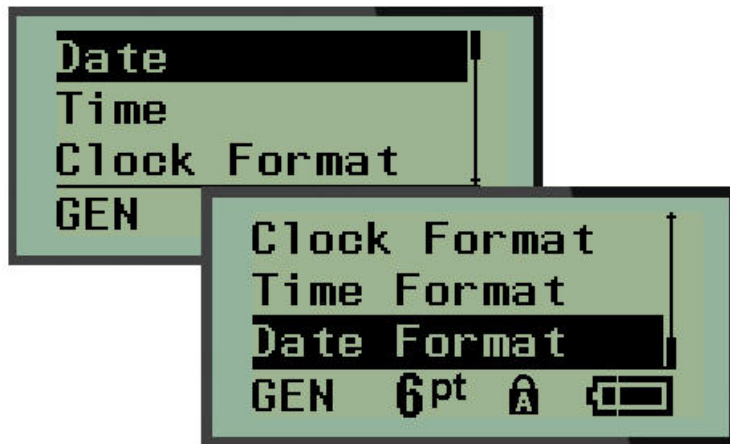 Date
Time
Clock Format
GEN
Clock Format
Time Format
Date Format
GEN 6pt A